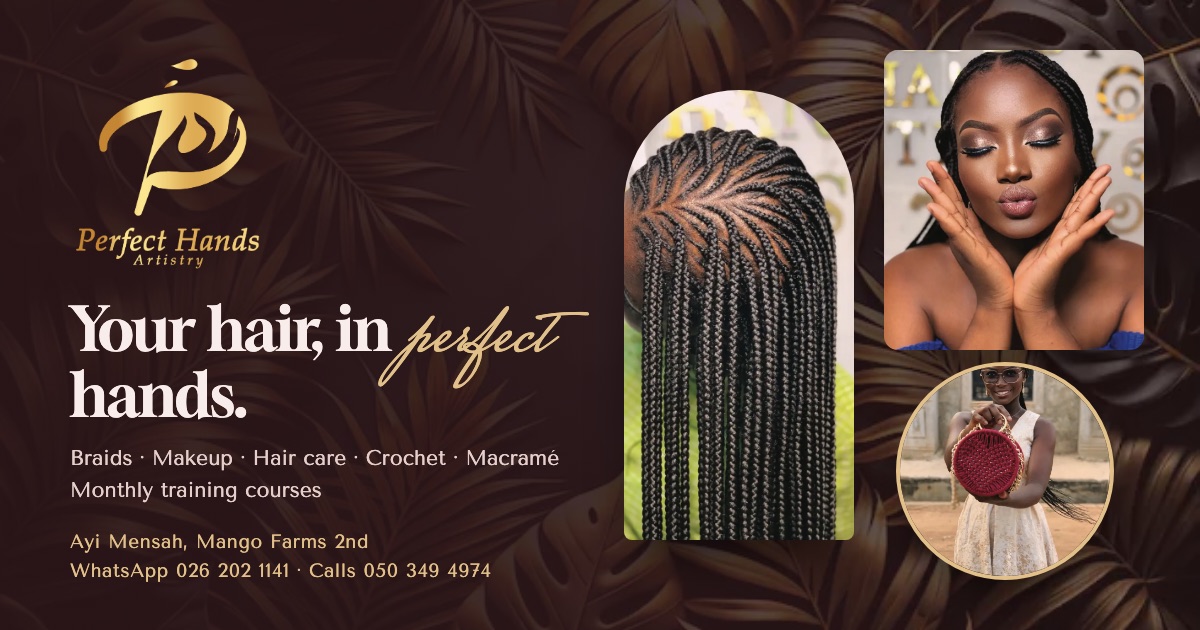 Perfect Hands
Artistry
Your hair, in perfect
hands.
Braids · Makeup · Hair care · Crochet · Macramé
Monthly training courses
Ayi Mensah, Mango Farms 2nd
WhatsApp 026 202 1141 · Calls 050 349 4974